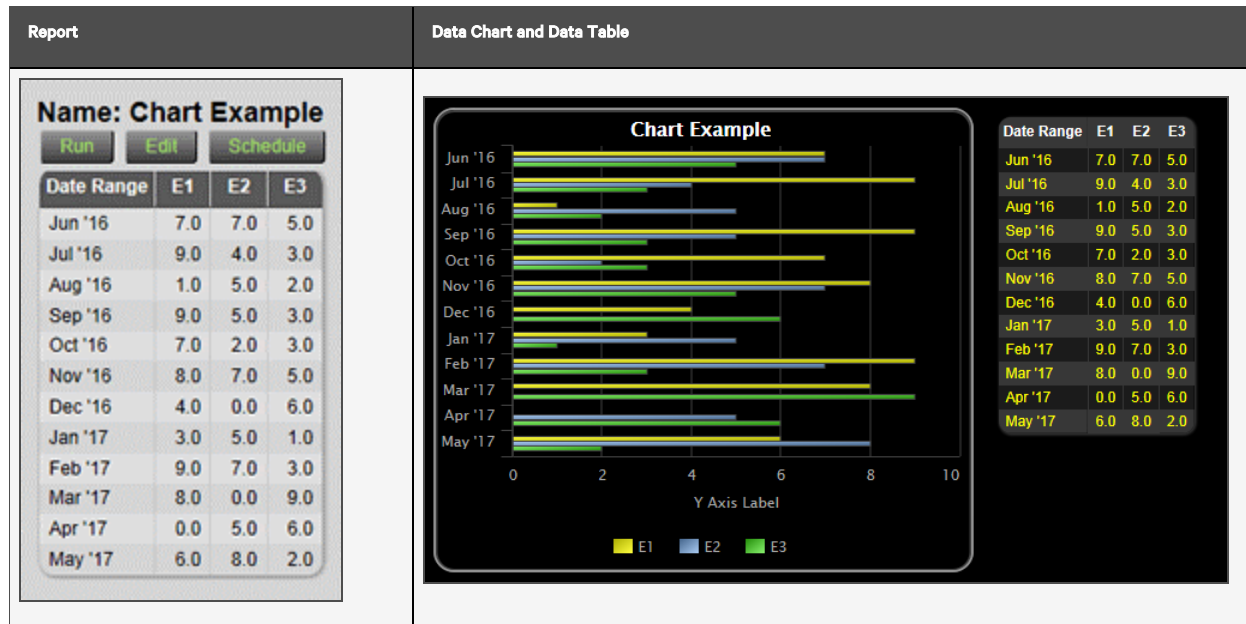 Report
Data Chart and Data Table
Name: Chart Example
Run Edit Schedule
Date Range E1 E2 E3
Jun '16 7.0 7.0 5.0
Jul '16 9.0 4.0 3.0
Aug '16 1.0 5.0 2.0
Sep '16 9.0 5.0 3.0
Oct '16 7.0 2.0 3.0
Nov '16 8.0 7.0 5.0
Dec '16 4.0 0.0 6.0
Jan '17 3.0 5.0 1.0
Feb '17 9.0 7.0 3.0
Mar '17 8.0 0.0 9.0
Apr '17 0.0 5.0 6.0
May '17 6.0 8.0 2.0
Chart Example
Jun '16
Jul '16
Aug '16
Sep '16
Oct '16
Nov '16
Dec '16
Jan '17
Feb '17
Mar '17
Apr '17
May '17
0 2 4 6 8 10
Y Axis Label
E1 E2 E3
Date Range E1 E2 E3
Jun '16 7.0 7.0 5.0
Jul '16 9.0 4.0 3.0
Aug '16 1.0 5.0 2.0
Sep '16 9.0 5.0 3.0
Oct '16 7.0 2.0 3.0
Nov '16 8.0 7.0 5.0
Dec '16 4.0 0.0 6.0
Jan '17 3.0 5.0 1.0
Feb '17 9.0 7.0 3.0
Mar '17 8.0 0.0 9.0
Apr '17 0.0 5.0 6.0
May '17 6.0 8.0 2.0